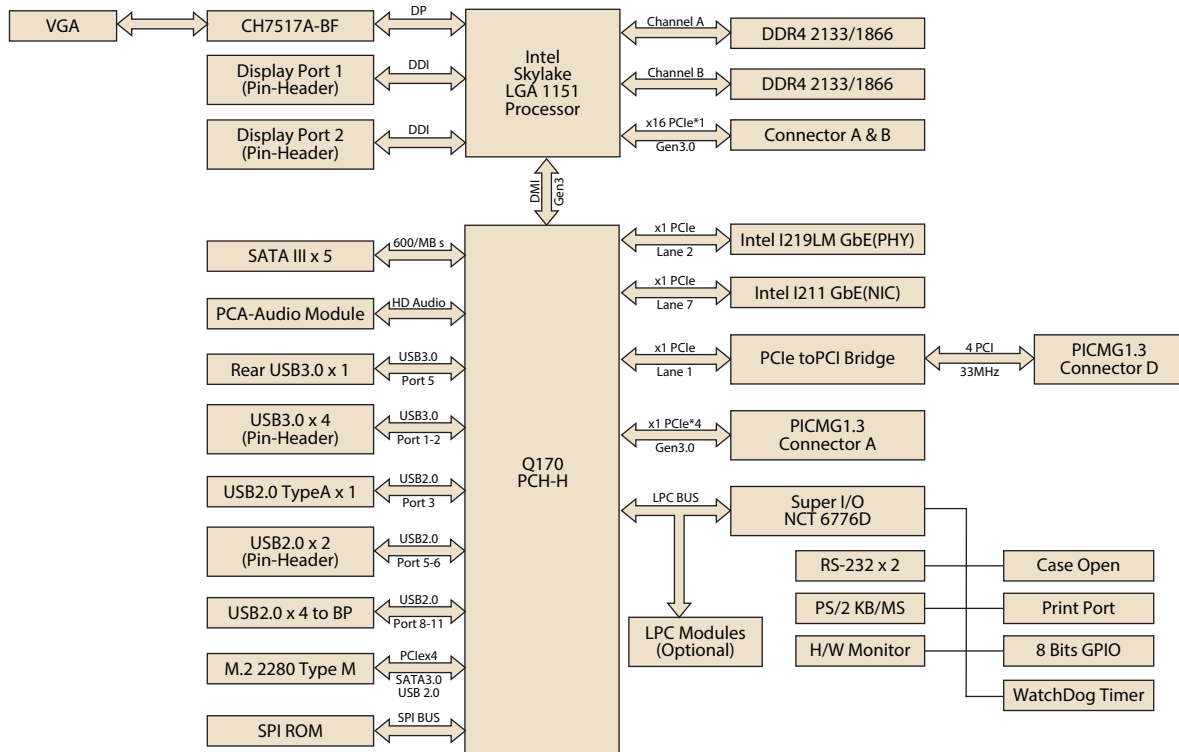 VGA
CH7517A-BF
DP
Display Port 1
(Pin-Header)
DDI
Display Port 2
(Pin-Header)
DDI
Intel
Skylake
LGA 1151
Processor
Channel A
DDR4 2133/1866
Channel B
DDR4 2133/1866
x16 PCIe*1
Gen3.0
Connector A & B
DMI
Gen3
SATA III x 5
600/MB s
PCA-Audio Module
HD Audio
Rear USB3.0 x 1
USB3.0
Port 5
USB3.0 x 4
(Pin-Header)
USB3.0
Port 1-2
USB2.0 TypeA x 1
USB2.0
Port 3
USB2.0 x 2
(Pin-Header)
USB2.0
Port 5-6
USB2.0 x 4 to BP
USB2.0
Port 8-11
M.2 2280 Type M
PCIex4
SATA3.0
USB 2.0
SPI ROM
SPI BUS
Q170
PCH-H
x1 PCIe
Lane 2
Intel I219LM GbE(PHY)
x1 PCIe
Lane 7
Intel I211 GbE(NIC)
x1 PCIe
Lane 1
PCIe toPCI Bridge
4 PCI
33MHz
PICMG1.3
Connector D
x1 PCIe*4
Gen3.0
PICMG1.3
Connector A
LPC BUS
Super I/O
NCT 6776D
LPC Modules
(Optional)
RS-232 x 2
Case Open
PS/2 KB/MS
Print Port
H/W Monitor
8 Bits GPIO
WatchDog Timer